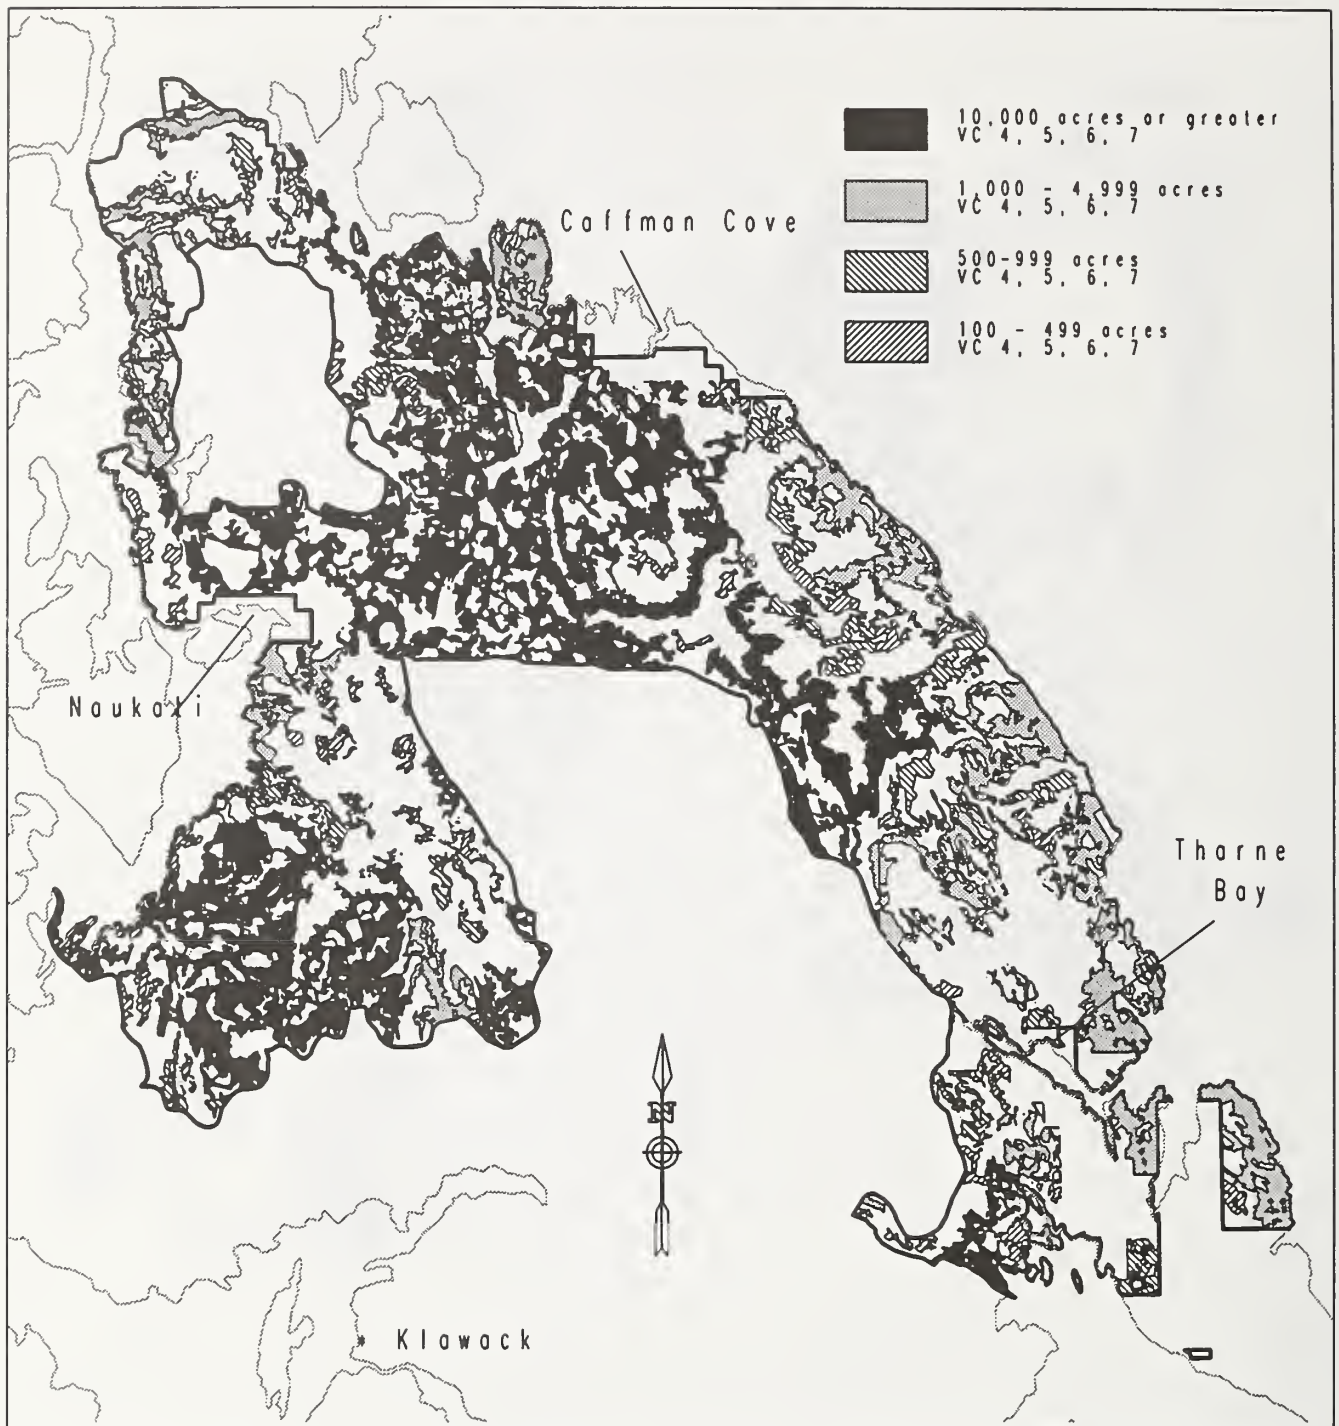 10,000 acres or greater
VC 4, 5, 6, 7
1,000 - 4,999 acres
VC 4, 5, 6, 7
Coffman Cove
500-999 acres
VC 4, 5, 6, 7
100 - 499 acres
VC 4, 5, 6, 7
Naukati
Thorne
Bay
N
Klawack